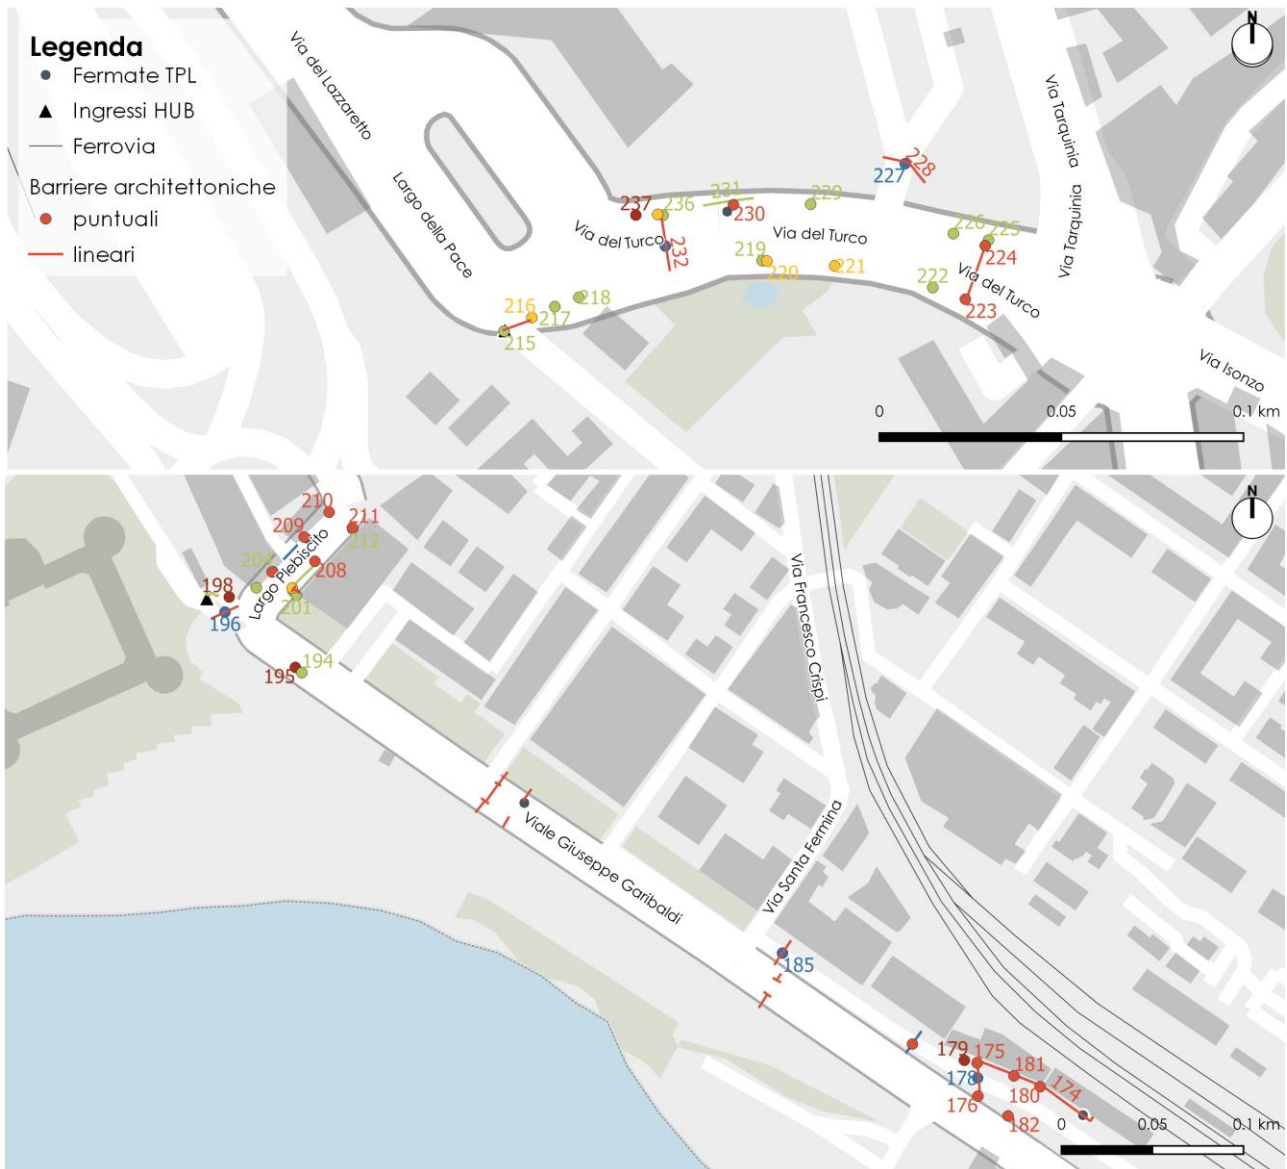 Legenda
Fermate TPL
Ingressi HUB
Ferrovia
Barriere architettoniche
puntuali
lineari
Via del Lazzaretto
Largo della Pace
Via del Turco
Via del Turco
Via del Turco
Via Tarquinia
Via Tarquinia
Via Isonzo
N
237
236
231
230
229
227
228
226
225
224
232
219
220
221
222
223
218
216
217
215
0 0.05 0.1 km
N
210
209
211
212
204
208
198
201
196
Largo Plebiscito
194
195
Via Francesco Crispi
Viale Giuseppe Garibaldi
Via Santa Fermina
185
179
175
181
178
180
174
176
182
0 0.05 0.1 km